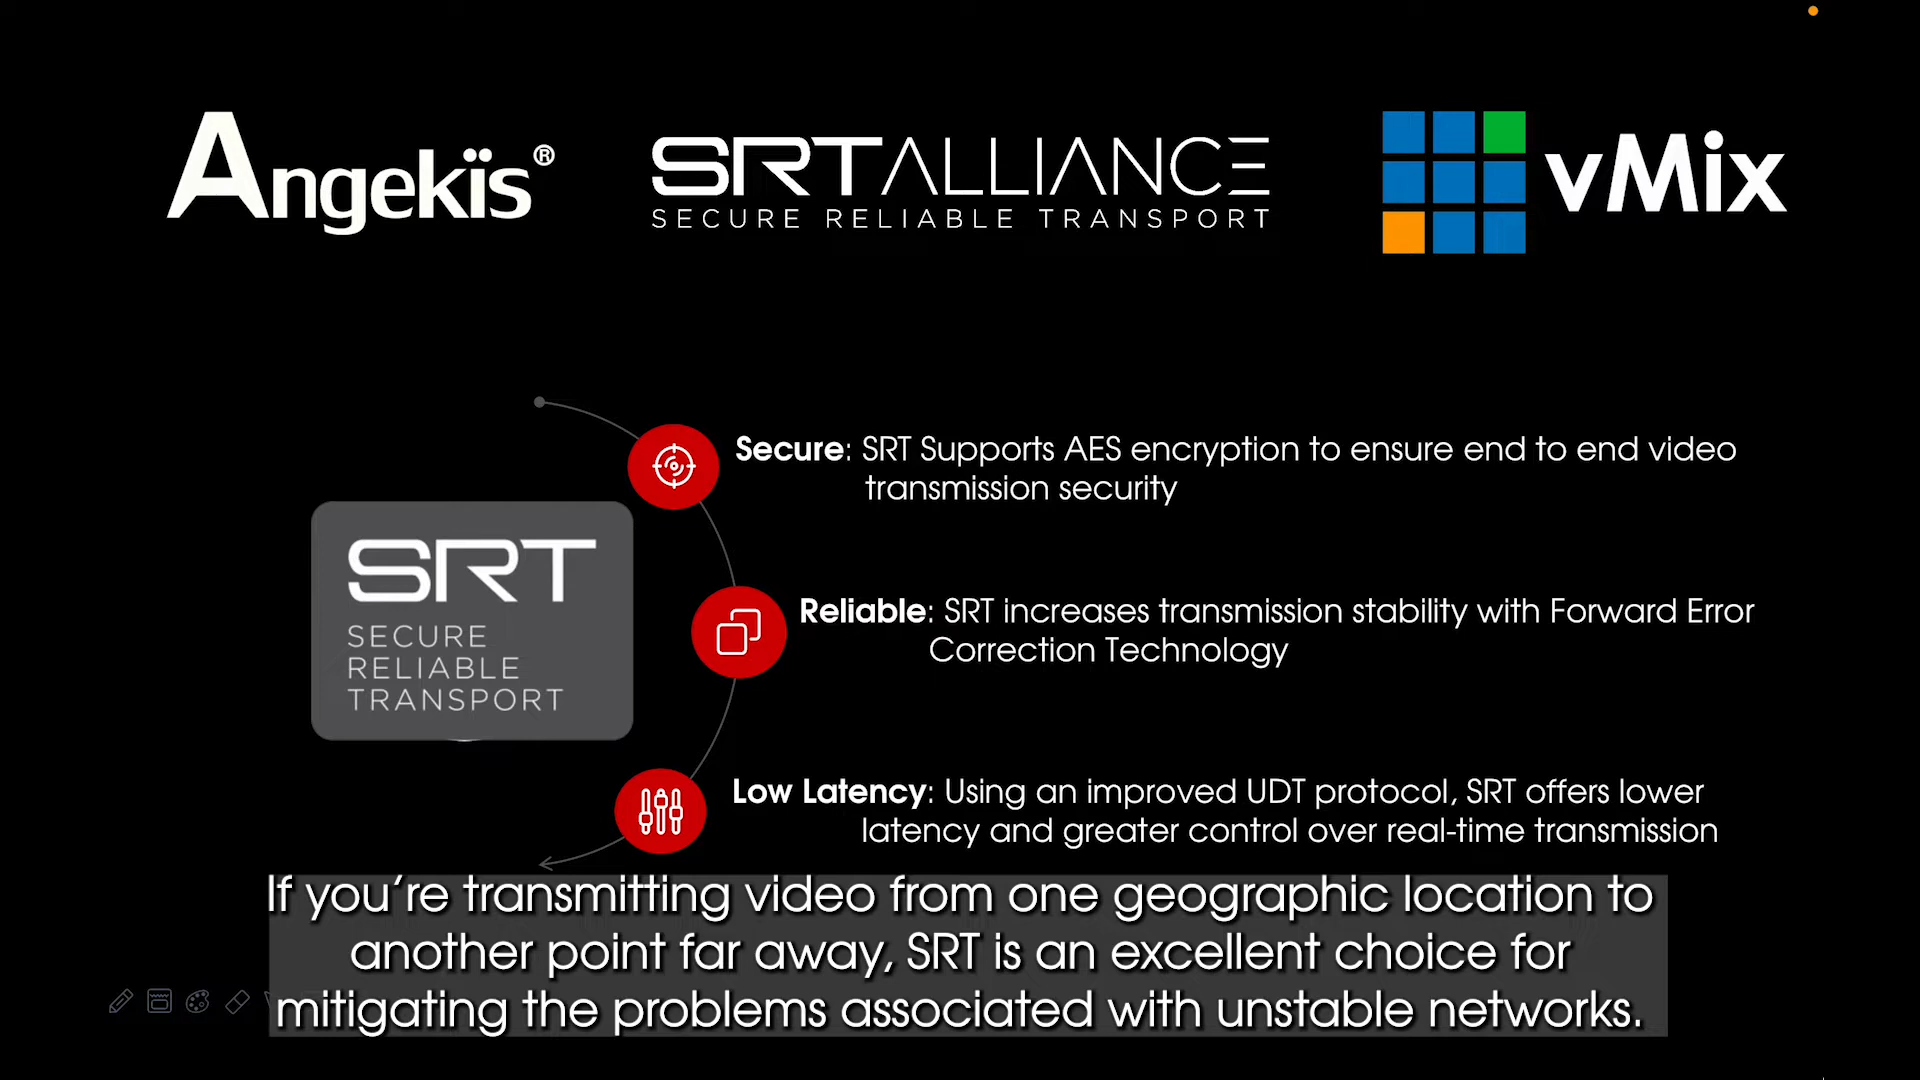 Angekïs®
SRTALLIANCE
SECURE RELIABLE TRANSPORT
vMix
Secure: SRT Supports AES encryption to ensure end to end video
transmission security
SRT
SECURE
RELIABLE
TRANSPORT
Reliable: SRT increases transmission stability with Forward Error
Correction Technology
Low Latency: Using an improved UDT protocol, SRT offers lower
latency and greater control over real-time transmission
If you’re transmitting video from one geographic location to
another point far away, SRT is an excellent choice for
mitigating the problems associated with unstable networks.